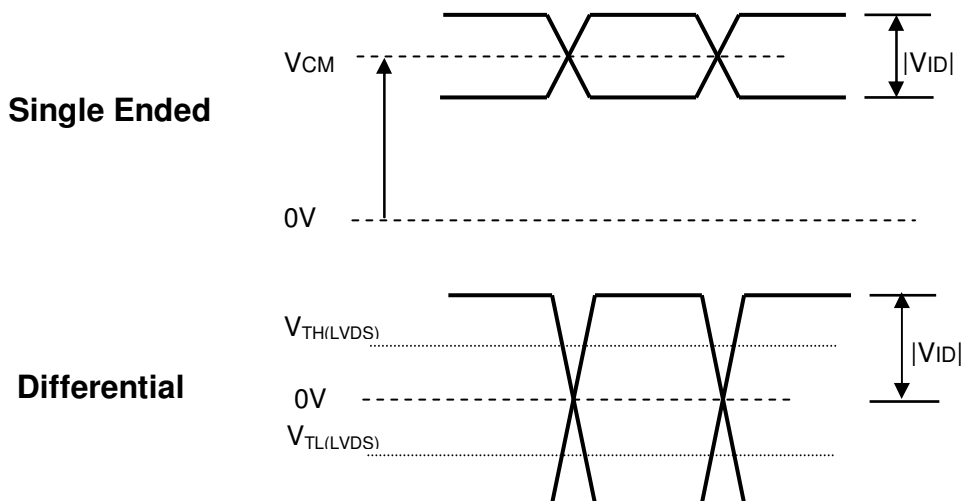 VCM
|VID|
Single Ended
0V
VTH(LVDS)
|VID|
Differential
0V
VTL(LVDS)